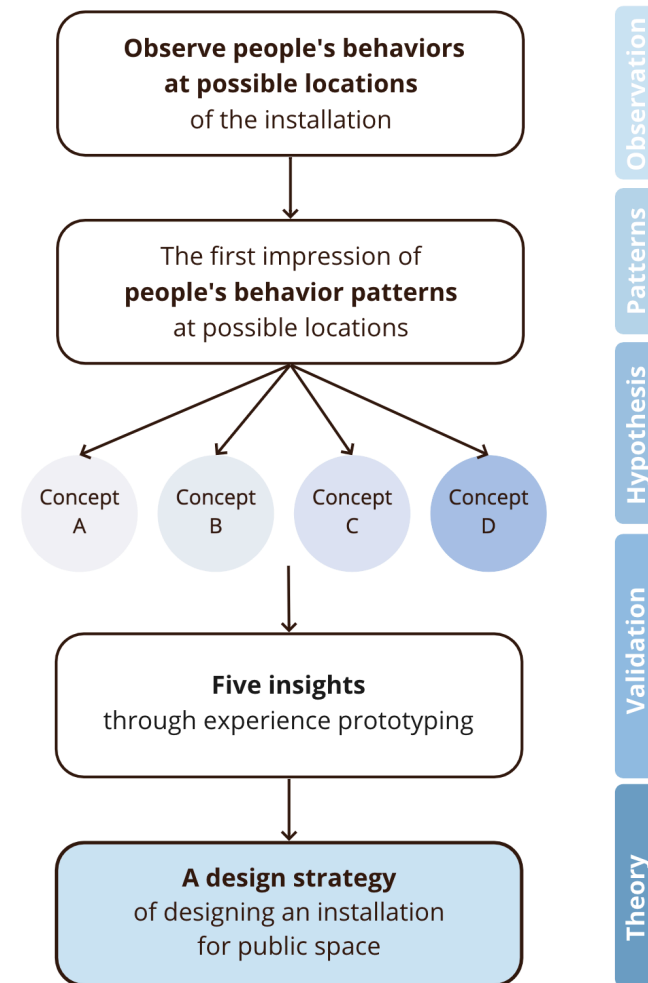 Observe people's behaviors
at possible locations
of the installation
Observation
The first impression of
people's behavior patterns
at possible locations
Patterns
Concept
A
Concept
B
Concept
C
Concept
D
Hypothesis
Five insights
through experience prototyping
Validation
A design strategy
of designing an installation
for public space
Theory